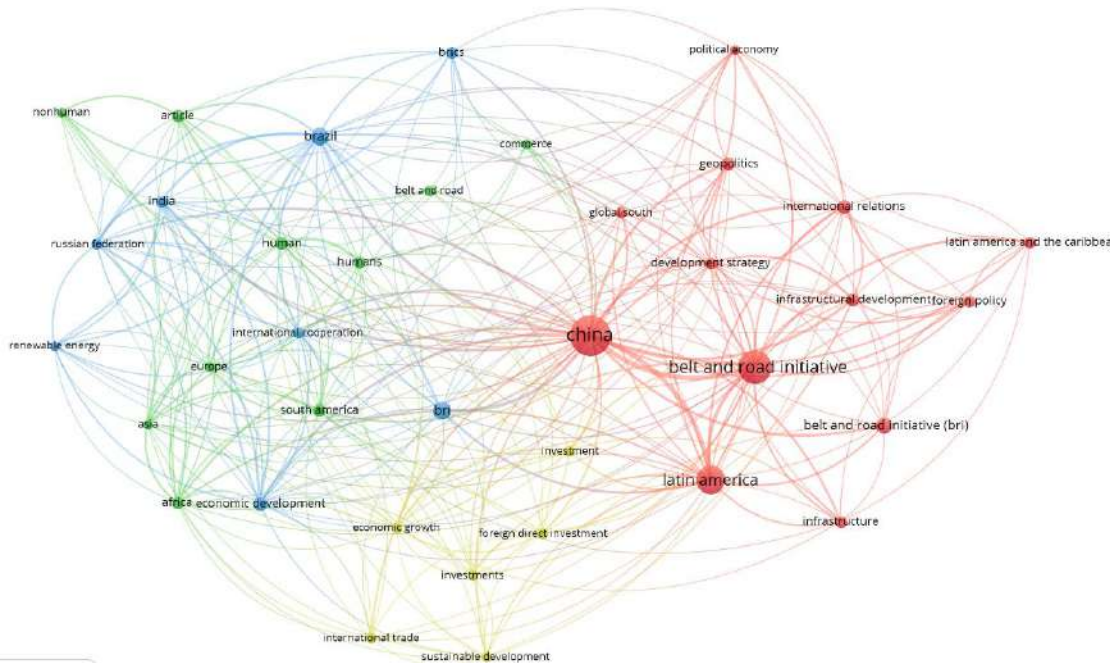 brics
political economy
nonhuman
article
brazil
commerce
geopolitics
belt and road
india
global south
international relations
russian federation
human
latin america and the caribbea
humans
development strategy
infrastructural development
foreign policy
international cooperation
china
renewable energy
europe
belt and road initiative
south america
bri
asia
belt and road initiative (bri)
investment
latin america
africa
economic development
infrastructure
economic growth
foreign direct investment
investments
international trade
sustainable development